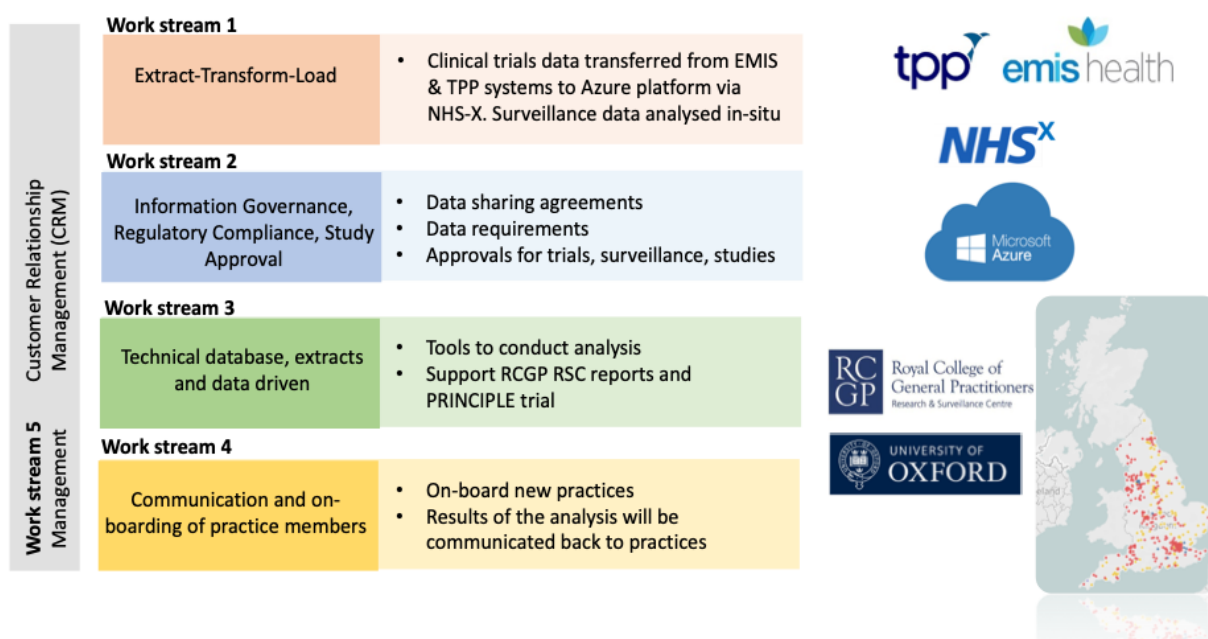 Work stream 1
Extract-Transform-Load
• Clinical trials data transferred from EMIS
& TPP systems to Azure platform via
NHS-X. Surveillance data analysed in-situ
Work stream 2
Information Governance,
Regulatory Compliance, Study
Approval
• Data sharing agreements
• Data requirements
• Approvals for trials, surveillance, studies
Work stream 3
Technical database, extracts
and data driven
• Tools to conduct analysis
• Support RCGP RSC reports and
PRINCIPLE trial
Work stream 4
Communication and on-
boarding of practice members
• On-board new practices
• Results of the analysis will be
communicated back to practices
Customer Relationship
Management (CRM)
Work stream 5
Management
tpp
emis health
NHSX
Microsoft
Azure
RC
GP
Royal College of
General Practitioners
Research & Surveillance Centre
UNIVERSITY OF
OXFORD